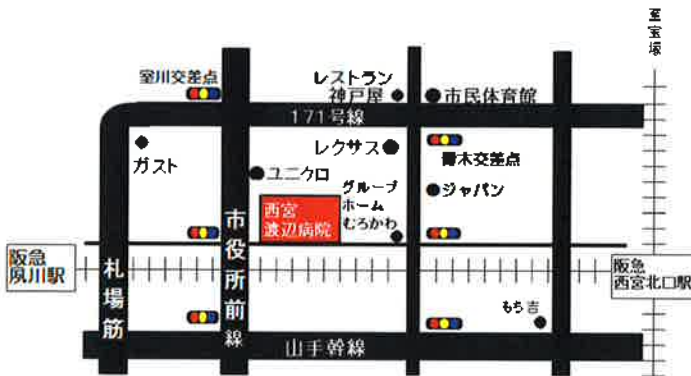 至宝塚
室川交差点
レストラン
神戸屋
市民体育館
171号線
ガスト
レクサス
青木交差点
ユニクロ
グループ
ホーム
むろかわ
ジャパン
西宮
渡辺病院
市役所前線
札場筋
阪急
夙川駅
阪急
西宮北口駅
もち吉
山手幹線